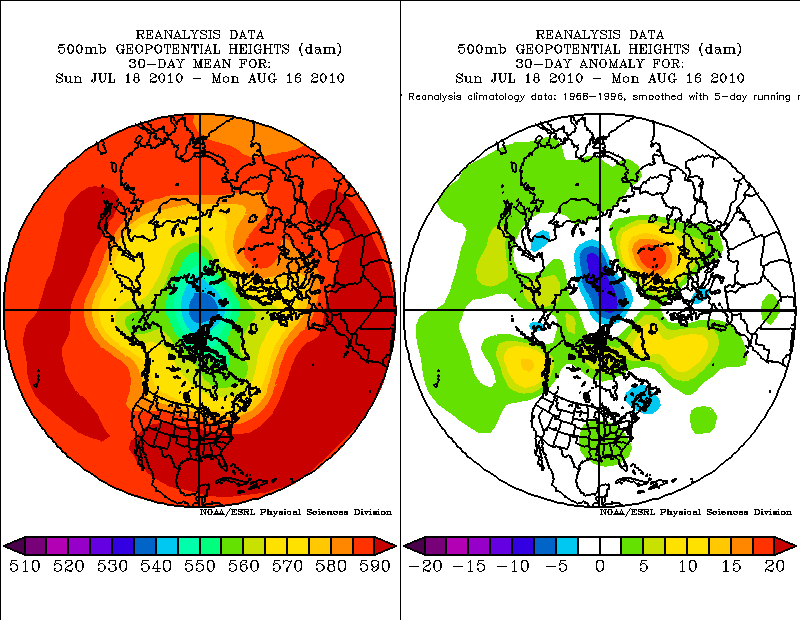 REANALYSIS DATA
500mb GEOPOTENTIAL HEIGHTS (dam)
30-DAY MEAN FOR:
Sun JUL 18 2010 - Mon AUG 16 2010
NOAA/ESRL Physical Sciences Division
510 520 530 540 550 560 570 580 590
REANALYSIS DATA
500mb GEOPOTENTIAL HEIGHTS (dam)
30-DAY ANOMALY FOR:
Sun JUL 18 2010 - Mon AUG 16 2010
Reanalysis climatology data: 1968-1996, smoothed with 5-day running
NOAA/ESRL Physical Sciences Division
-20 -15 -10 -5 0 5 10 15 20